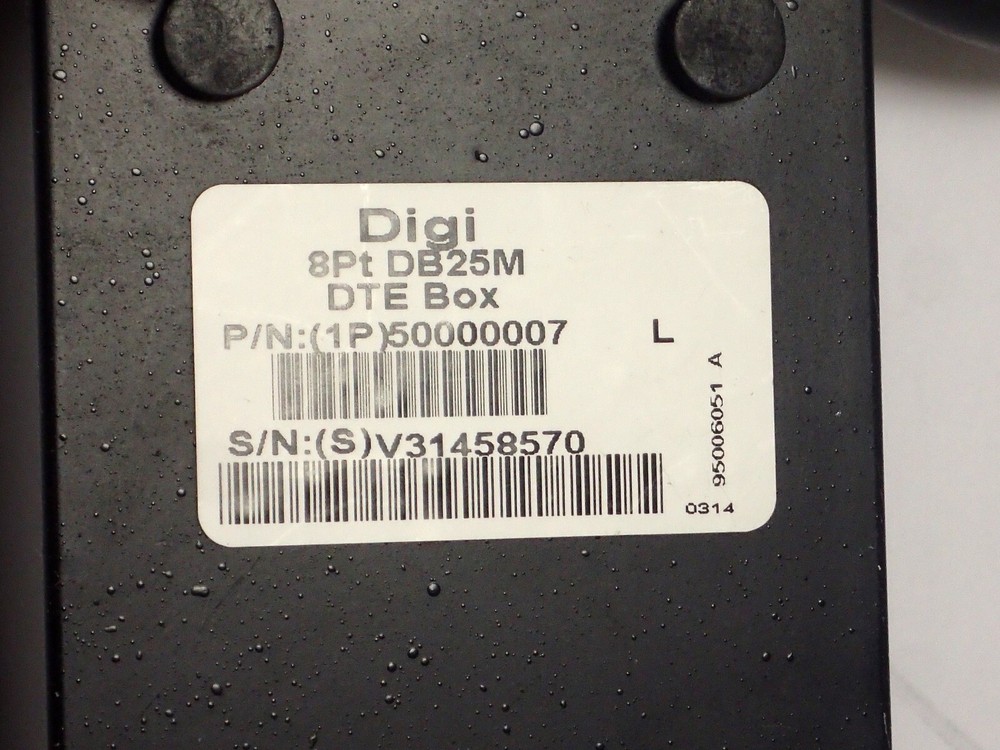 Digi
8Pt DB25M
DTE Box
P/N:(1P)50000007 L
S/N:(S)V31458570
95006051 A
0314